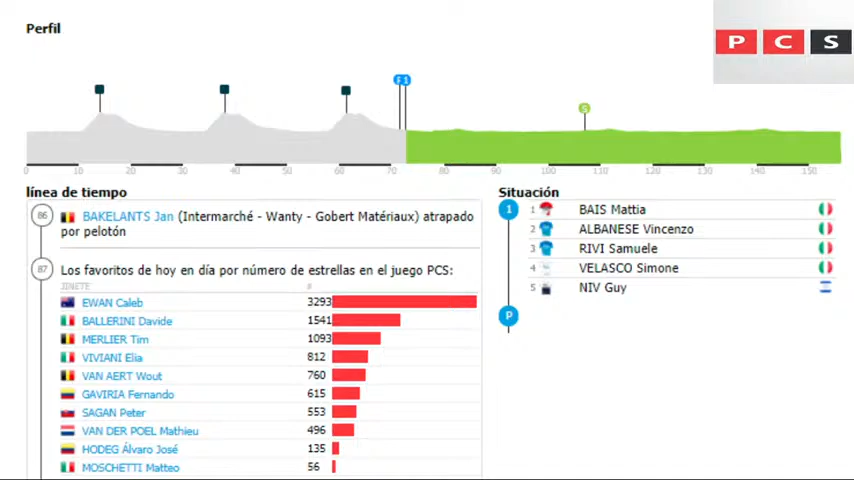 Perfil
P C S
1
S
0 10 20 30 40 50 60 70 80 90 100 110 120 130 140 150
línea de tiempo
86 BAKELANTS Jan (Intermarché - Wanty - Gobert Matériaux) atrapado
por pelotón
87 Los favoritos de hoy en día por número de estrellas en el juego PCS:
JINETE #
EWAN Caleb 3293
BALLERINI Davide 1541
MERLIER Tim 1093
VIVIANI Elia 812
VAN AERT Wout 760
GAVIRIA Fernando 615
SAGAN Peter 553
VAN DER POEL Mathieu 496
HODEG Álvaro José 135
MOSCHETTI Matteo 56
Situación
1 1 BAIS Mattia
2 ALBANESE Vincenzo
3 RIVI Samuele
4 VELASCO Simone
5 NIV Guy
P